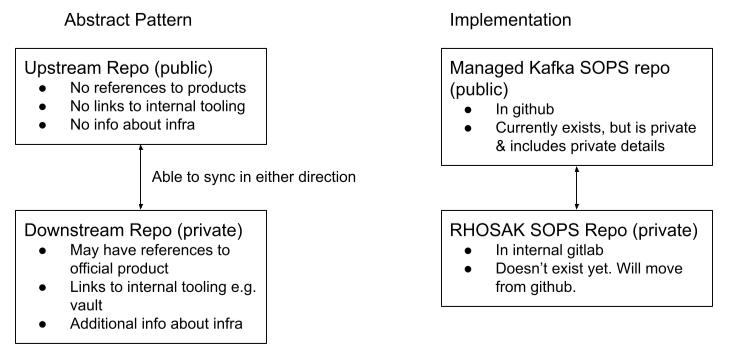 Abstract Pattern
Upstream Repo (public)
● No references to products
● No links to internal tooling
● No info about infra
Able to sync in either direction
Downstream Repo (private)
● May have references to
official product
● Links to internal tooling e.g.
vault
● Additional info about infra
Implementation
Managed Kafka SOPS repo
(public)
● In github
● Currently exists, but is private
& includes private details
RHOSAK SOPS Repo (private)
● In internal gitlab
● Doesn’t exist yet. Will move
from github.